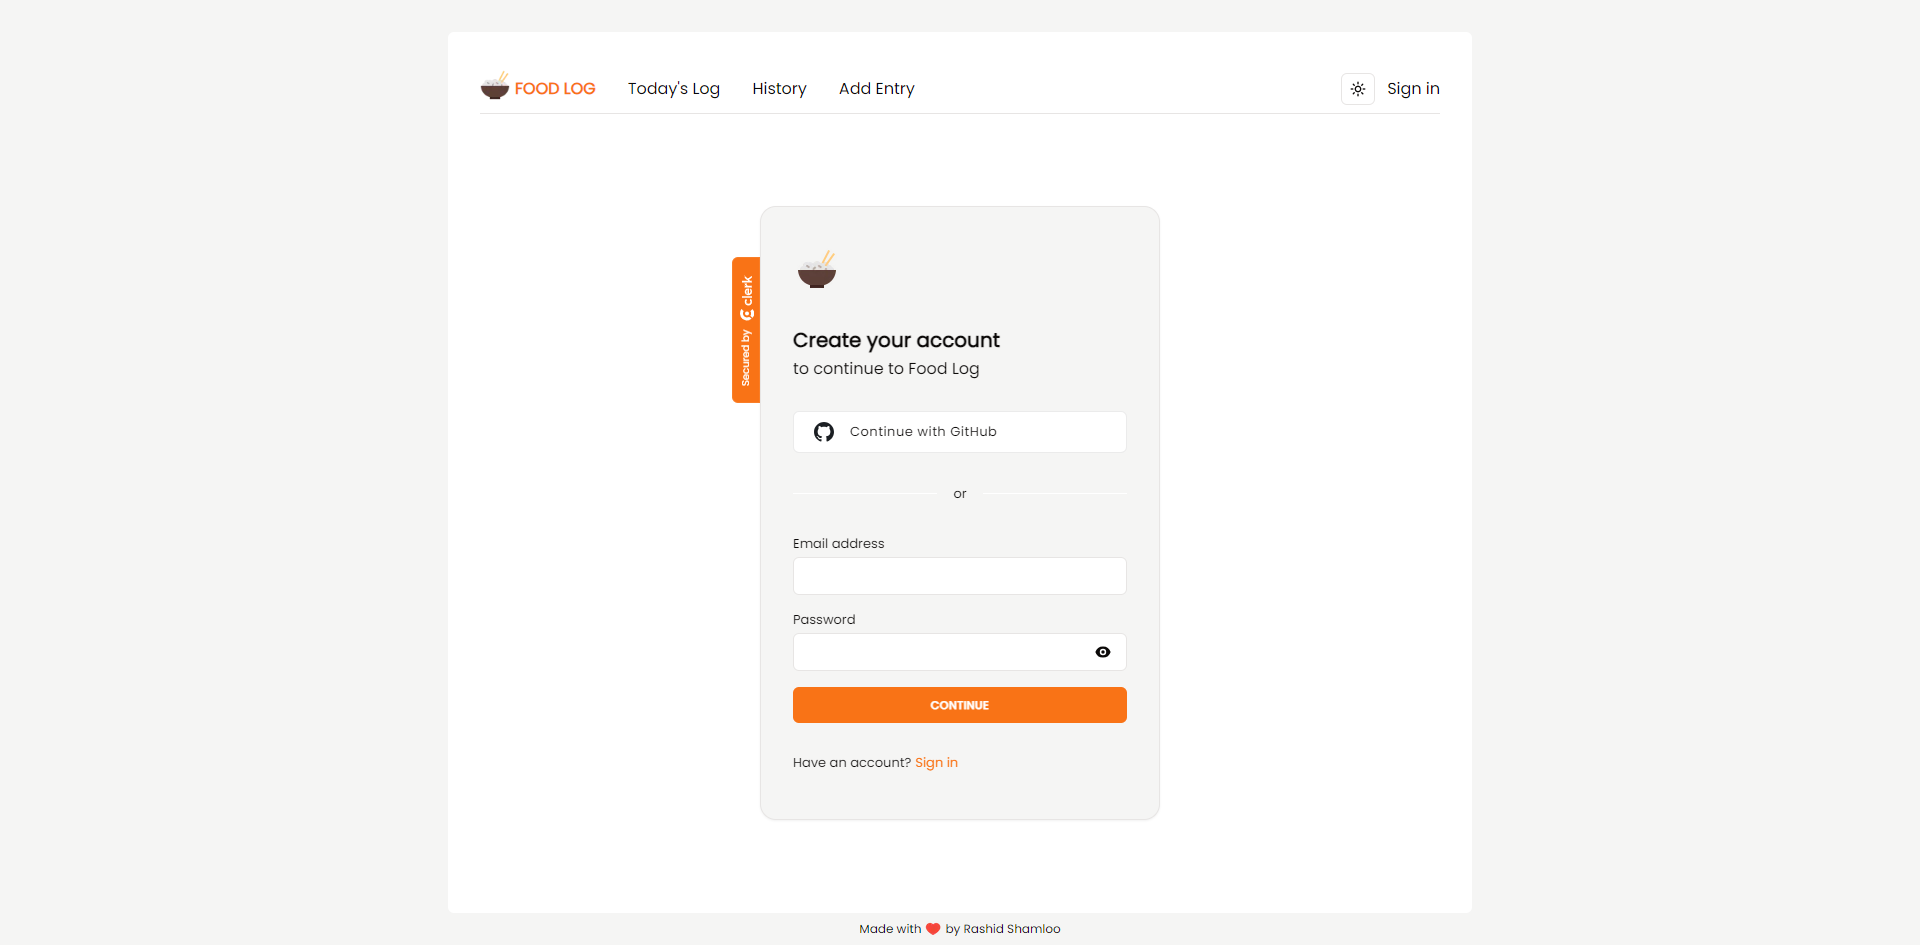 FOOD LOG Today's Log History Add Entry Sign in
Secured by clerk
Create your account
to continue to Food Log
Continue with GitHub
or
Email address
Password
CONTINUE
Have an account? Sign in
Made with ❤️ by Rashid Shamloo